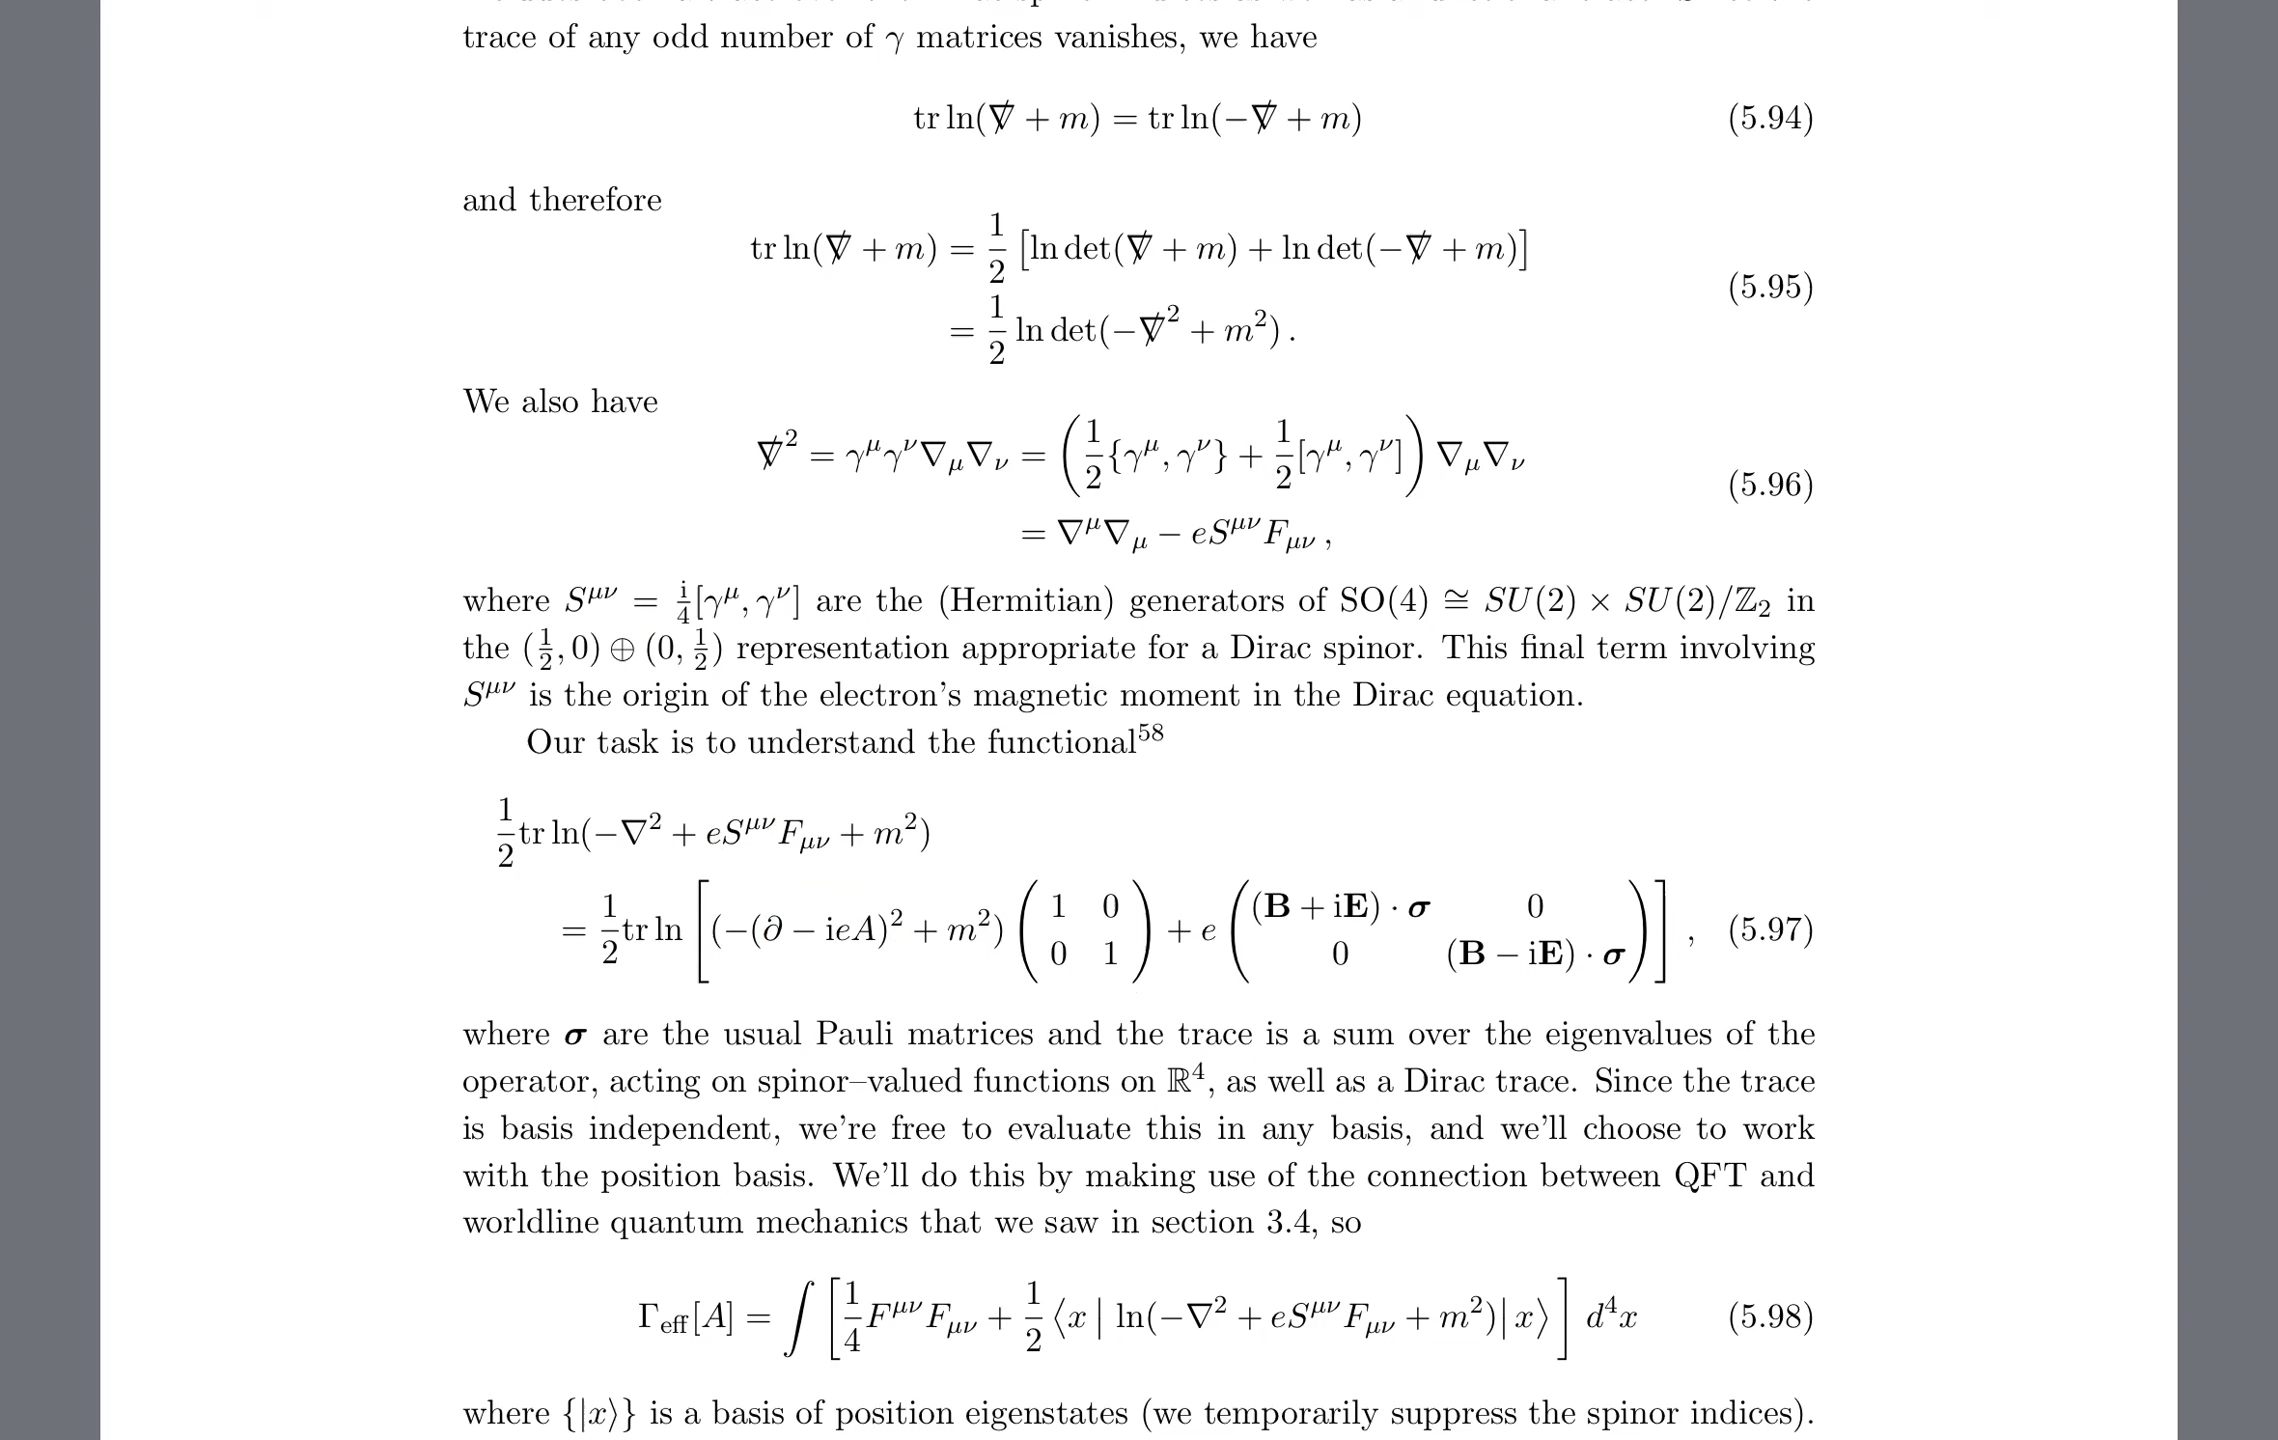 trace of any odd number of γ matrices vanishes, we have
tr ln(∇̸ + m) = tr ln(−∇̸ + m) (5.94)
and therefore
tr ln(∇̸ + m) = 1/2 [ln det(∇̸ + m) + ln det(−∇̸ + m)]
= 1/2 ln det(−∇̸² + m²) . (5.95)
We also have
∇̸² = γ^μ γ^ν ∇_μ ∇_ν = (1/2 {γ^μ, γ^ν} + 1/2 [γ^μ, γ^ν]) ∇_μ ∇_ν
= ∇^μ ∇_μ − eS^{μν} F_{μν} , (5.96)
where S^{μν} = i/4 [γ^μ, γ^ν] are the (Hermitian) generators of SO(4) ≅ SU(2) × SU(2)/ℤ₂ in
the (1/2, 0) ⊕ (0, 1/2) representation appropriate for a Dirac spinor. This final term involving
S^{μν} is the origin of the electron's magnetic moment in the Dirac equation.
Our task is to understand the functional⁵⁸
1/2 tr ln(−∇² + eS^{μν} F_{μν} + m²)
= 1/2 tr ln [ (−(∂ − ieA)² + m²) ( 1 0 ; 0 1 ) + e ( (B + iE) · σ 0 ; 0 (B − iE) · σ ) ] , (5.97)
where σ are the usual Pauli matrices and the trace is a sum over the eigenvalues of the
operator, acting on spinor–valued functions on ℝ⁴, as well as a Dirac trace. Since the trace
is basis independent, we're free to evaluate this in any basis, and we'll choose to work
with the position basis. We'll do this by making use of the connection between QFT and
worldline quantum mechanics that we saw in section 3.4, so
Γ_eff[A] = ∫ [ 1/4 F^{μν} F_{μν} + 1/2 ⟨x | ln(−∇² + eS^{μν} F_{μν} + m²)| x⟩ ] d⁴x (5.98)
where {|x⟩} is a basis of position eigenstates (we temporarily suppress the spinor indices).